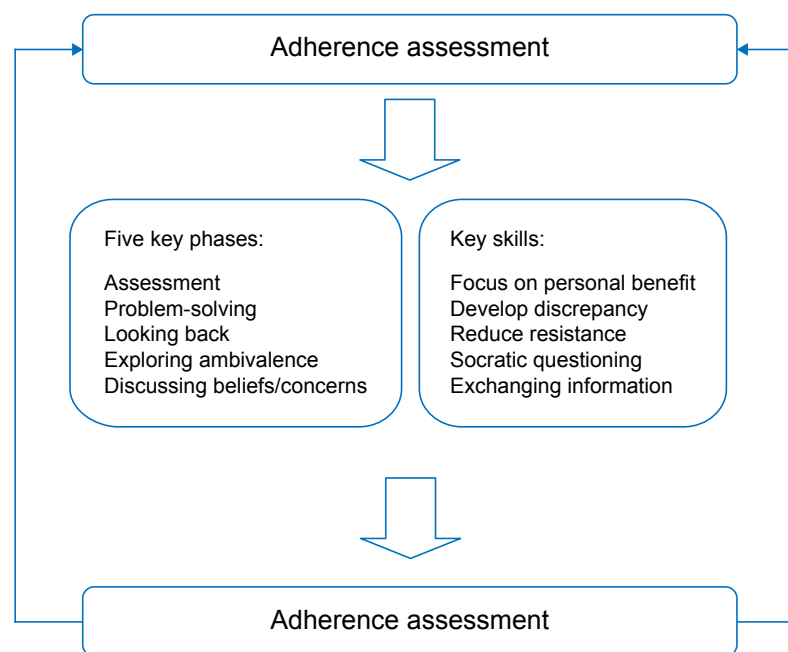 Adherence assessment
Five key phases:
Assessment
Problem-solving
Looking back
Exploring ambivalence
Discussing beliefs/concerns
Key skills:
Focus on personal benefit
Develop discrepancy
Reduce resistance
Socratic questioning
Exchanging information
Adherence assessment